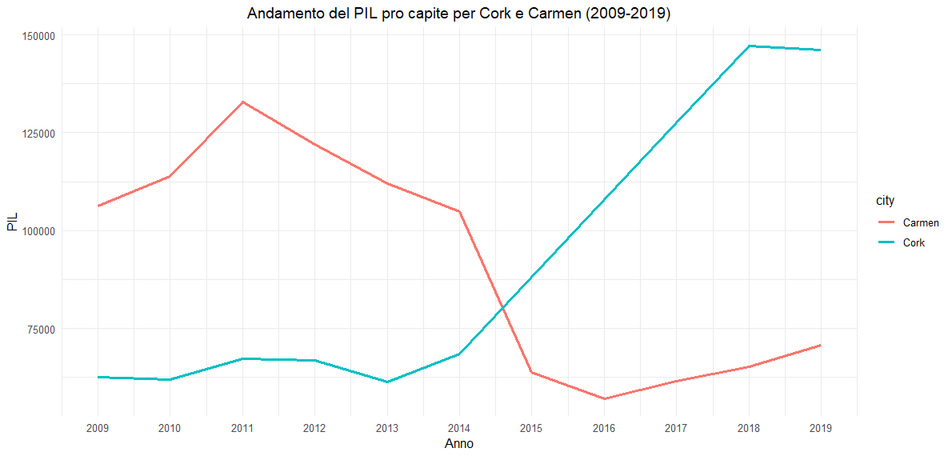 Andamento del PIL pro capite per Cork e Carmen (2009-2019)
150000
125000
100000
75000
PIL
2009 2010 2011 2012 2013 2014 2015 2016 2017 2018 2019
Anno
city
Carmen
Cork